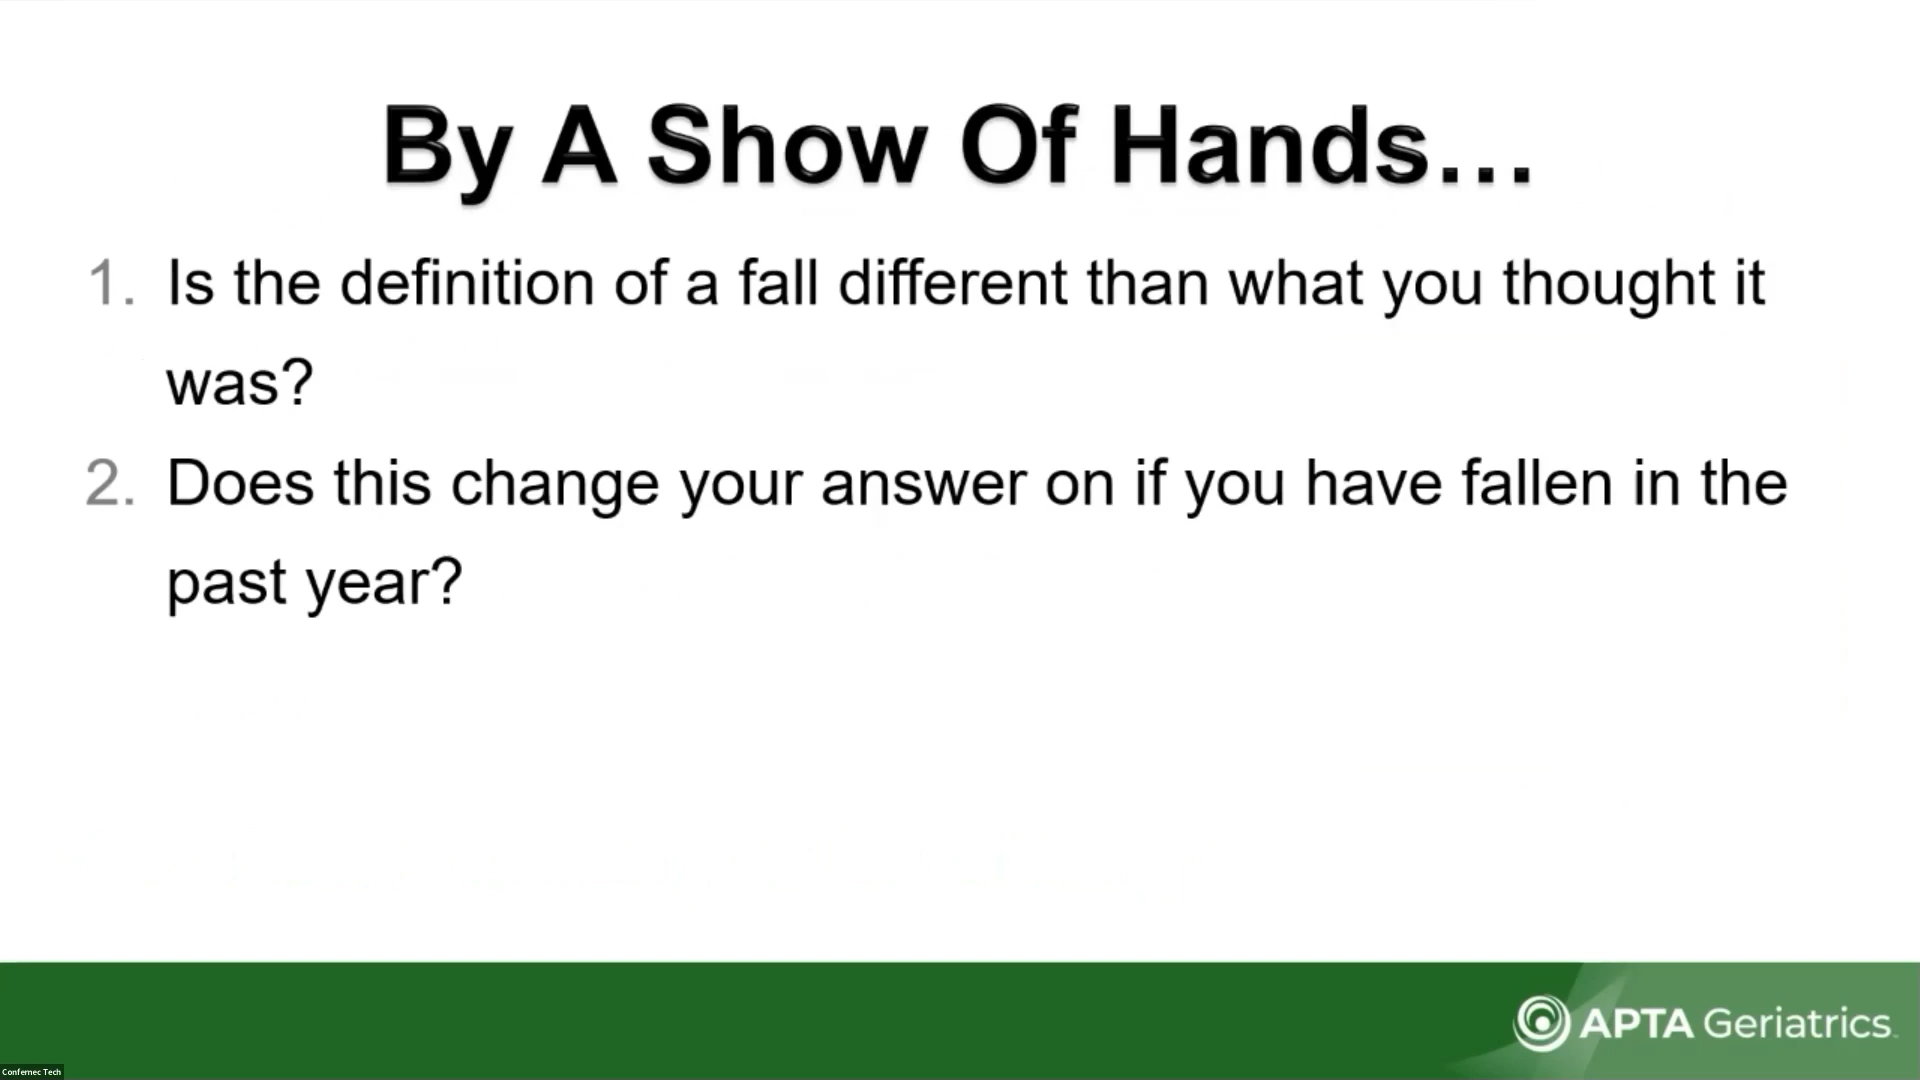 By A Show Of Hands...
1. Is the definition of a fall different than what you thought it
was?
2. Does this change your answer on if you have fallen in the
past year?
APTA Geriatrics
Confernec Tech